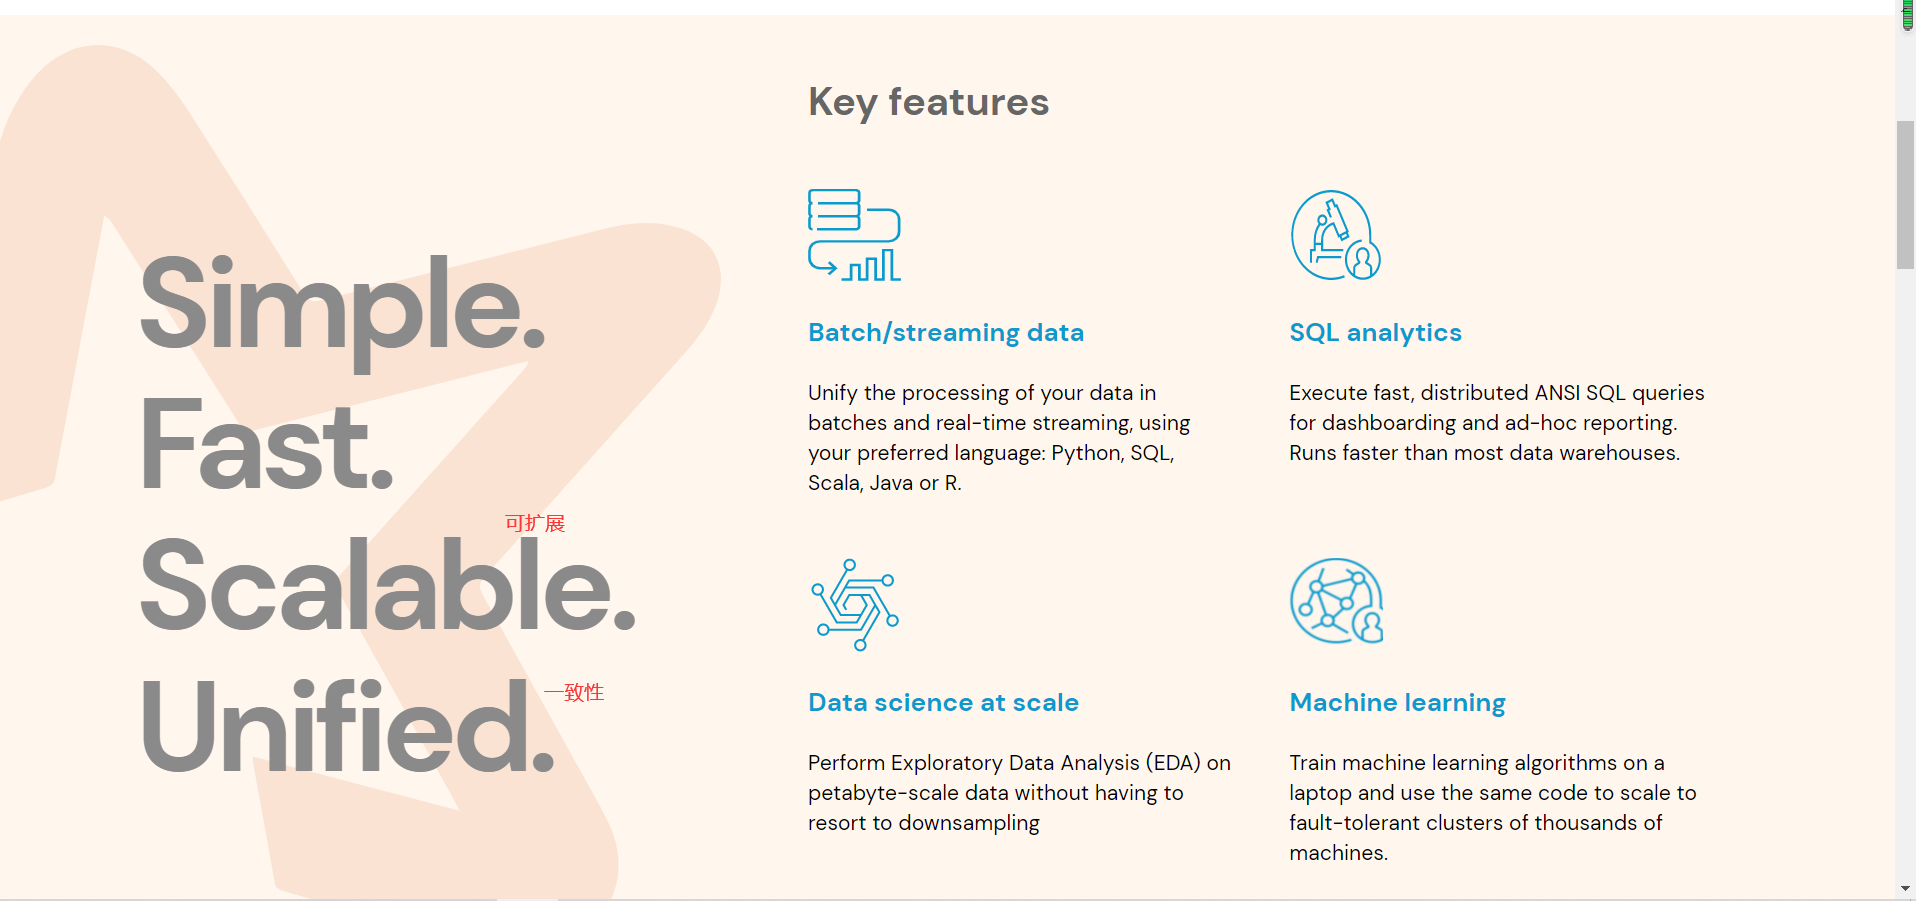 Simple.
Fast.
可扩展
Scalable.
一致性
Unified.
Key features
Batch/streaming data
Unify the processing of your data in
batches and real-time streaming, using
your preferred language: Python, SQL,
Scala, Java or R.
SQL analytics
Execute fast, distributed ANSI SQL queries
for dashboarding and ad-hoc reporting.
Runs faster than most data warehouses.
Data science at scale
Perform Exploratory Data Analysis (EDA) on
petabyte-scale data without having to
resort to downsampling
Machine learning
Train machine learning algorithms on a
laptop and use the same code to scale to
fault-tolerant clusters of thousands of
machines.